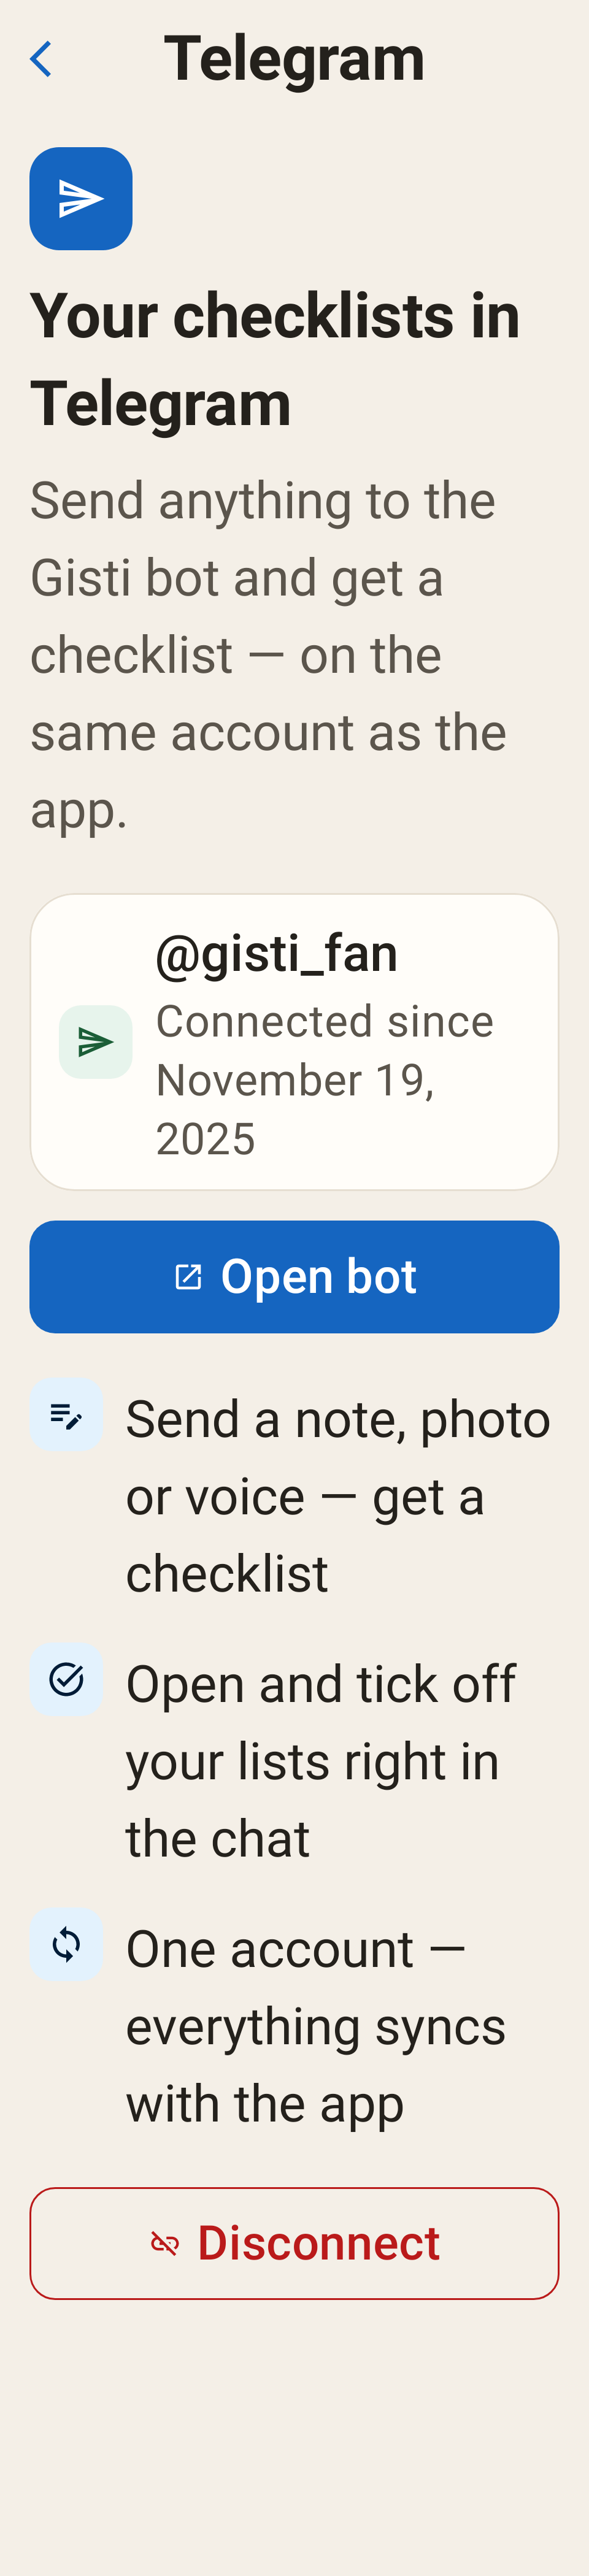 Telegram
Your checklists in
Telegram
Send anything to the
Gisti bot and get a
checklist — on the
same account as the
app.
@gisti_fan
Connected since
November 19,
2025
Open bot
Send a note, photo
or voice — get a
checklist
Open and tick off
your lists right in
the chat
One account —
everything syncs
with the app
Disconnect